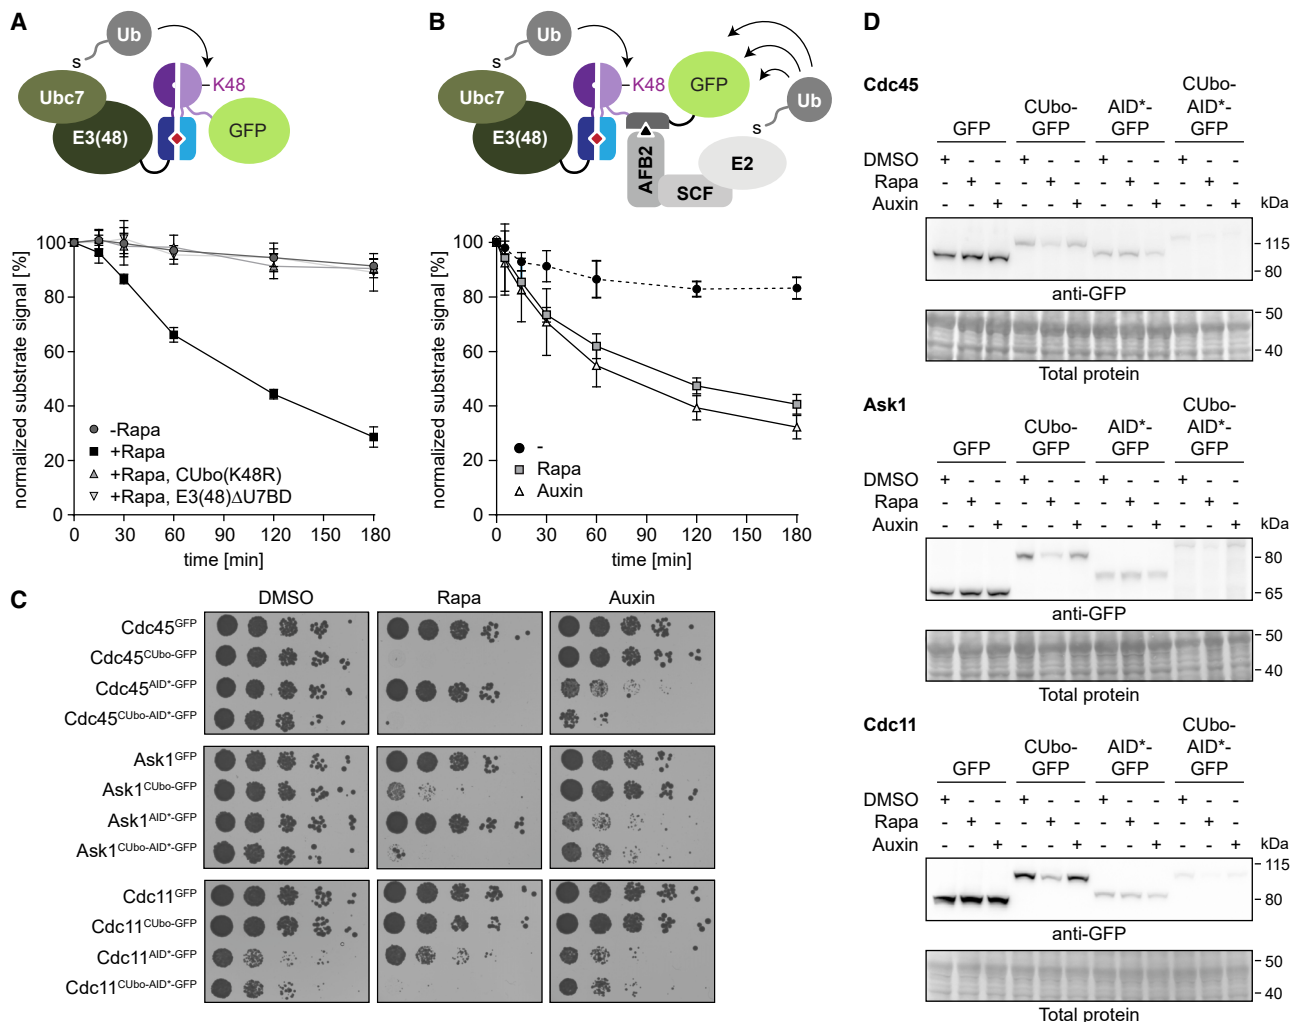 A
Ub
S
K48
Ubc7
E3(48)
GFP
normalized substrate signal [%]
100
80
60
40
20
0
0 30 60 90 120 150 180
time [min]
-Rapa
+Rapa
+Rapa, CUbo(K48R)
+Rapa, E3(48)ΔU7BD
B
Ub
S
K48
GFP
Ubc7
E3(48)
Ub
S
AFB2
SCF
E2
normalized substrate signal [%]
100
80
60
40
20
0
0 30 60 90 120 150 180
time [min]
-
Rapa
Auxin
C
DMSO Rapa Auxin
Cdc45GFP
Cdc45CUbo-GFP
Cdc45AID*-GFP
Cdc45CUbo-AID*-GFP
Ask1GFP
Ask1CUbo-GFP
Ask1AID*-GFP
Ask1CUbo-AID*-GFP
Cdc11GFP
Cdc11CUbo-GFP
Cdc11AID*-GFP
Cdc11CUbo-AID*-GFP
D
Cdc45
GFP
CUbo-
GFP
AID*-
GFP
CUbo-
AID*-
GFP
DMSO + - - + - - + - - + - -
Rapa - + - - + - - + - - + -
Auxin - - + - - + - - + - - + kDa
115
80
anti-GFP
50
40
Total protein
Ask1
GFP
CUbo-
GFP
AID*-
GFP
CUbo-
AID*-
GFP
DMSO + - - + - - + - - + - -
Rapa - + - - + - - + - - + -
Auxin - - + - - + - - + - - + kDa
80
65
anti-GFP
50
40
Total protein
Cdc11
GFP
CUbo-
GFP
AID*-
GFP
CUbo-
AID*-
GFP
DMSO + - - + - - + - - + - -
Rapa - + - - + - - + - - + -
Auxin - - + - - + - - + - - + kDa
115
80
anti-GFP
50
40
Total protein